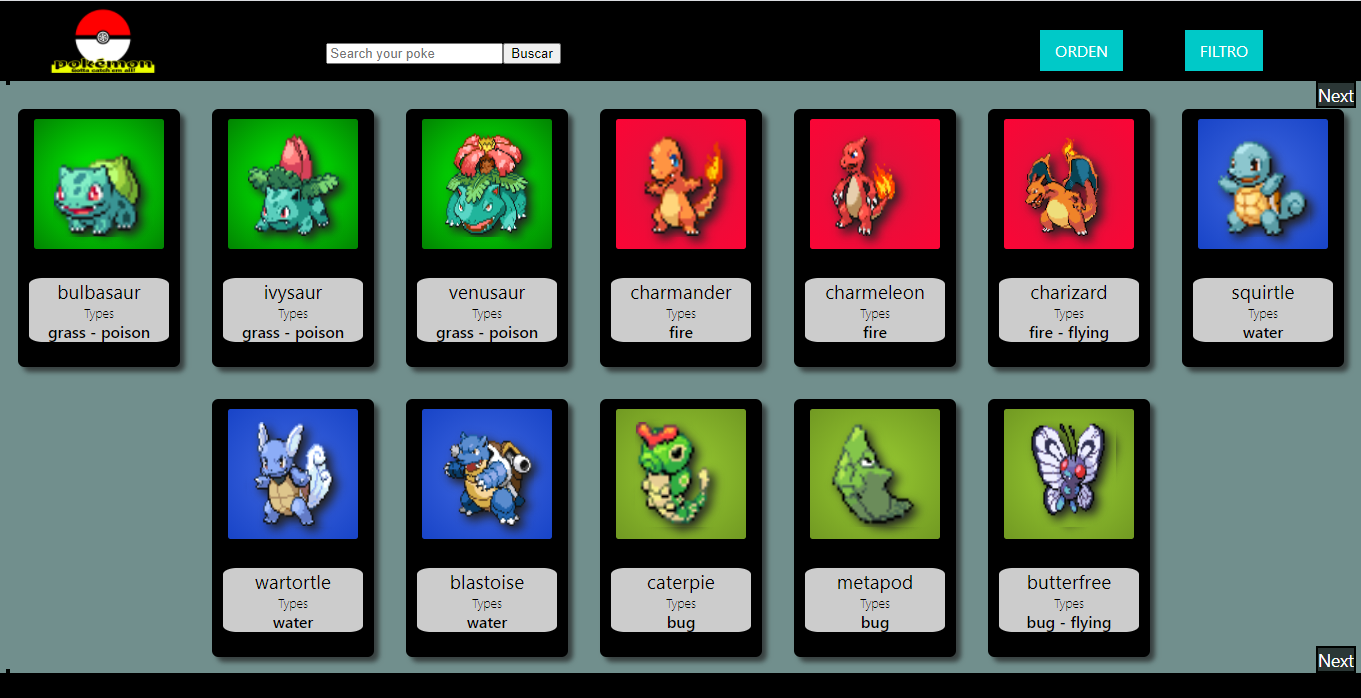 pokémon
Gotta catch em all!
Search your poke
Buscar
ORDEN
FILTRO
Next
bulbasaur
Types
grass - poison
ivysaur
Types
grass - poison
venusaur
Types
grass - poison
charmander
Types
fire
charmeleon
Types
fire
charizard
Types
fire - flying
squirtle
Types
water
wartortle
Types
water
blastoise
Types
water
caterpie
Types
bug
metapod
Types
bug
butterfree
Types
bug - flying
Next